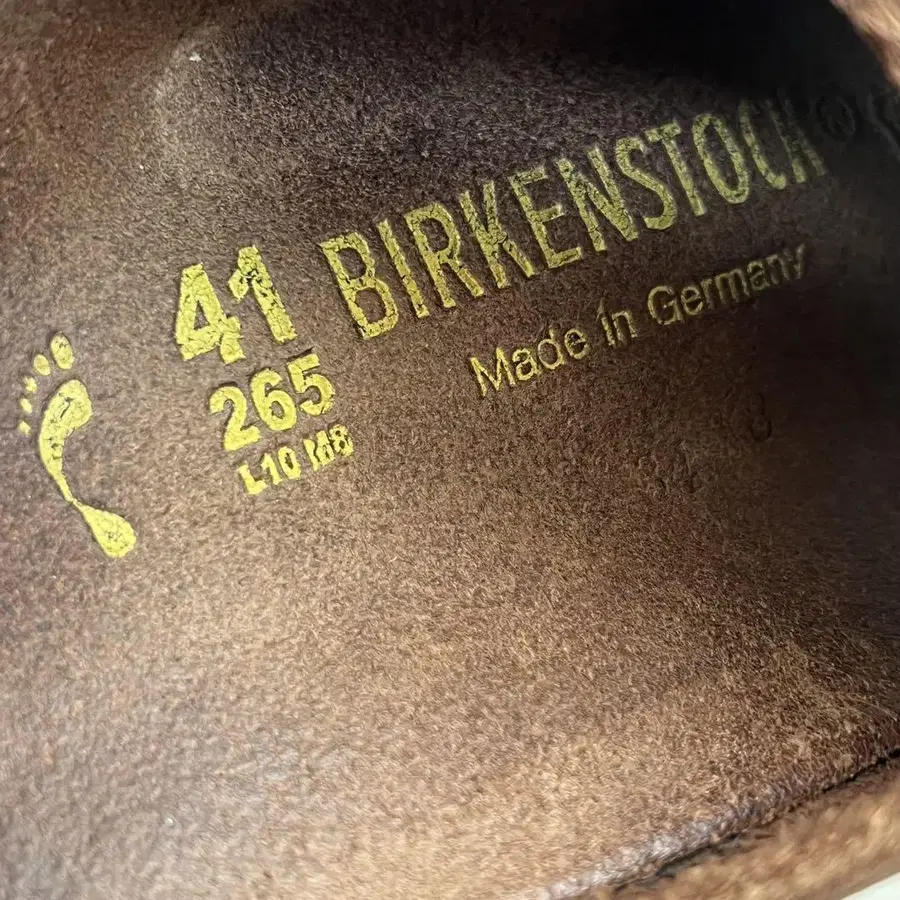 41 BIRKENSTOCK®
265
L10 M8
Made in Germany